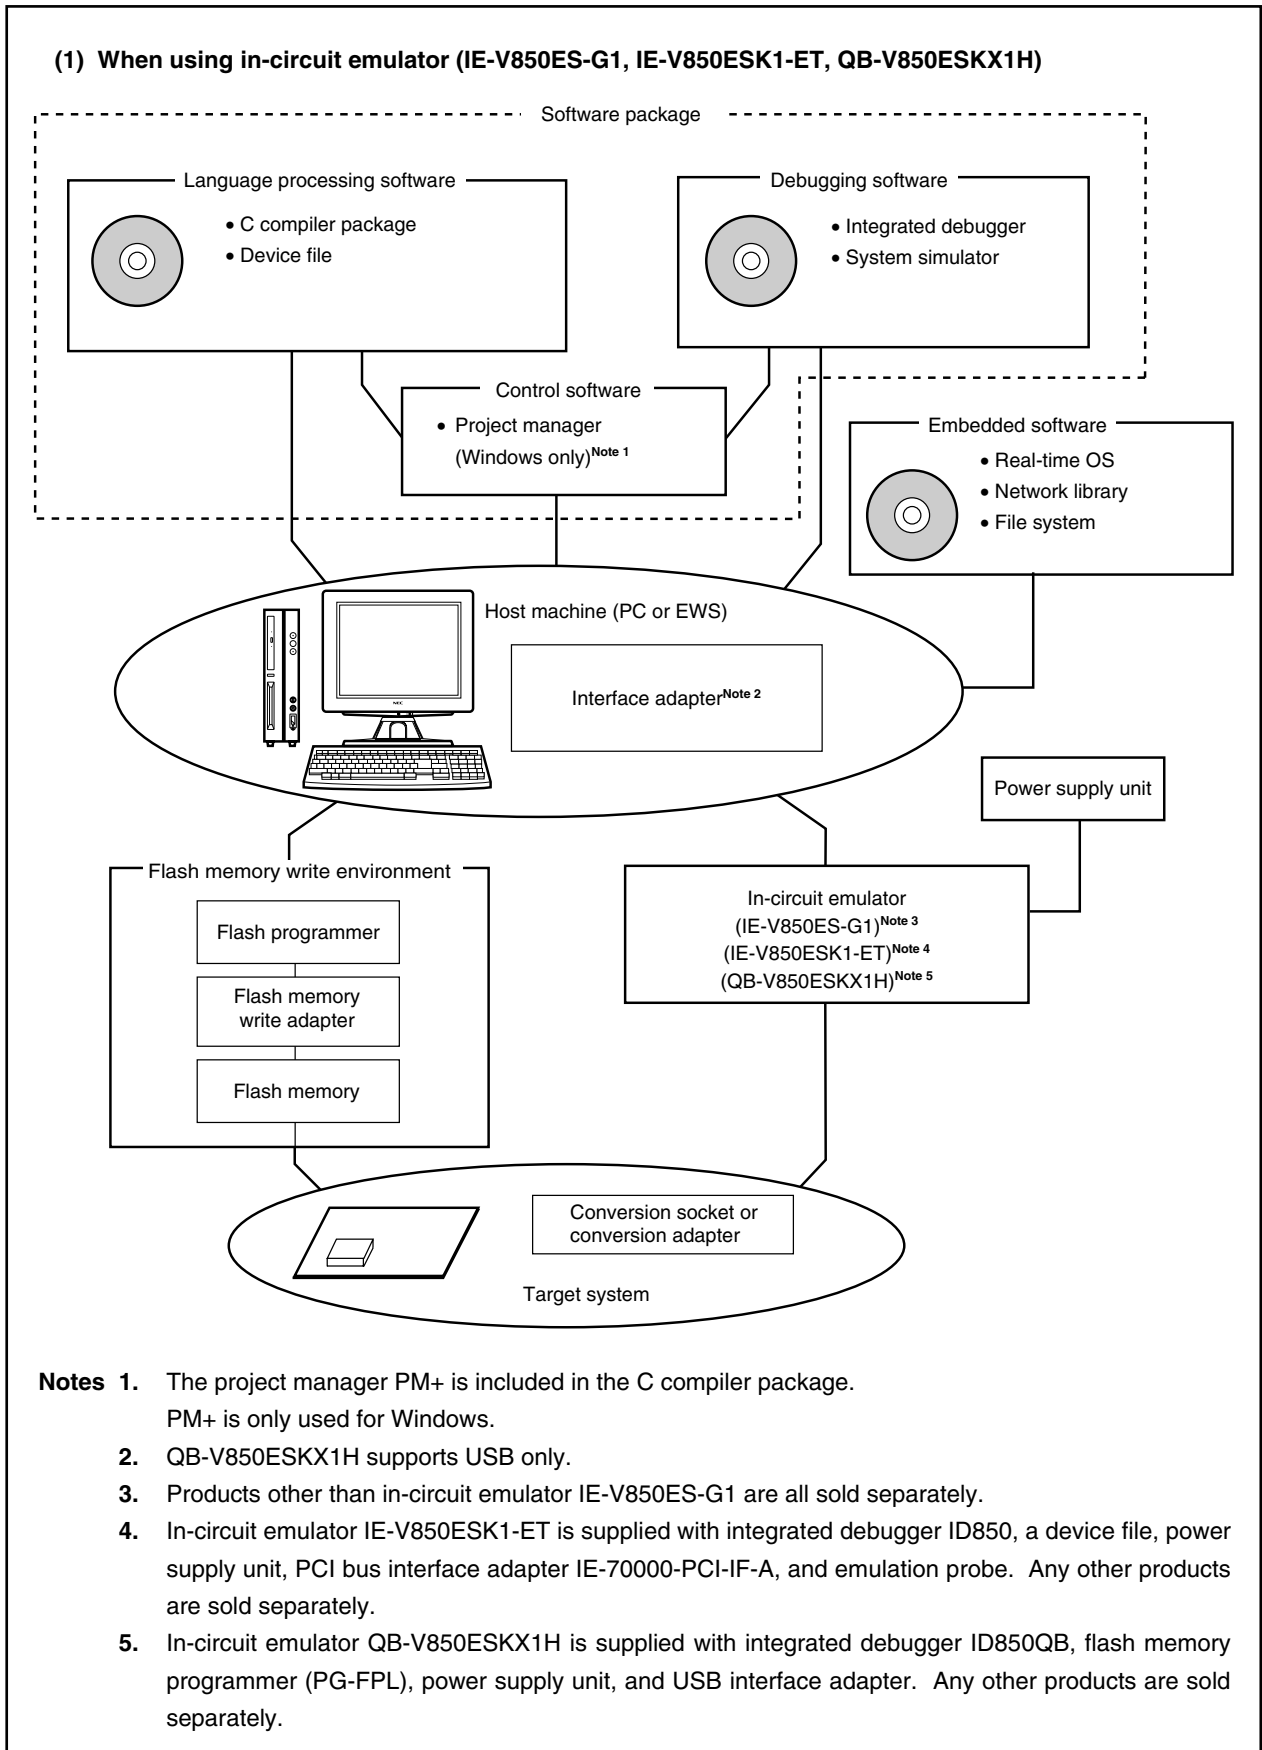 (1) When using in-circuit emulator (IE-V850ES-G1, IE-V850ESK1-ET, QB-V850ESKX1H)
Software package
Language processing software
• C compiler package
• Device file
Debugging software
• Integrated debugger
• System simulator
Control software
• Project manager
(Windows only)Note 1
Embedded software
• Real-time OS
• Network library
• File system
Host machine (PC or EWS)
NEC
Interface adapterNote 2
Power supply unit
Flash memory write environment
Flash programmer
Flash memory
write adapter
Flash memory
In-circuit emulator
(IE-V850ES-G1)Note 3
(IE-V850ESK1-ET)Note 4
(QB-V850ESKX1H)Note 5
Conversion socket or
conversion adapter
Target system
Notes 1. The project manager PM+ is included in the C compiler package.
PM+ is only used for Windows.
2. QB-V850ESKX1H supports USB only.
3. Products other than in-circuit emulator IE-V850ES-G1 are all sold separately.
4. In-circuit emulator IE-V850ESK1-ET is supplied with integrated debugger ID850, a device file, power
supply unit, PCI bus interface adapter IE-70000-PCI-IF-A, and emulation probe. Any other products
are sold separately.
5. In-circuit emulator QB-V850ESKX1H is supplied with integrated debugger ID850QB, flash memory
programmer (PG-FPL), power supply unit, and USB interface adapter. Any other products are sold
separately.